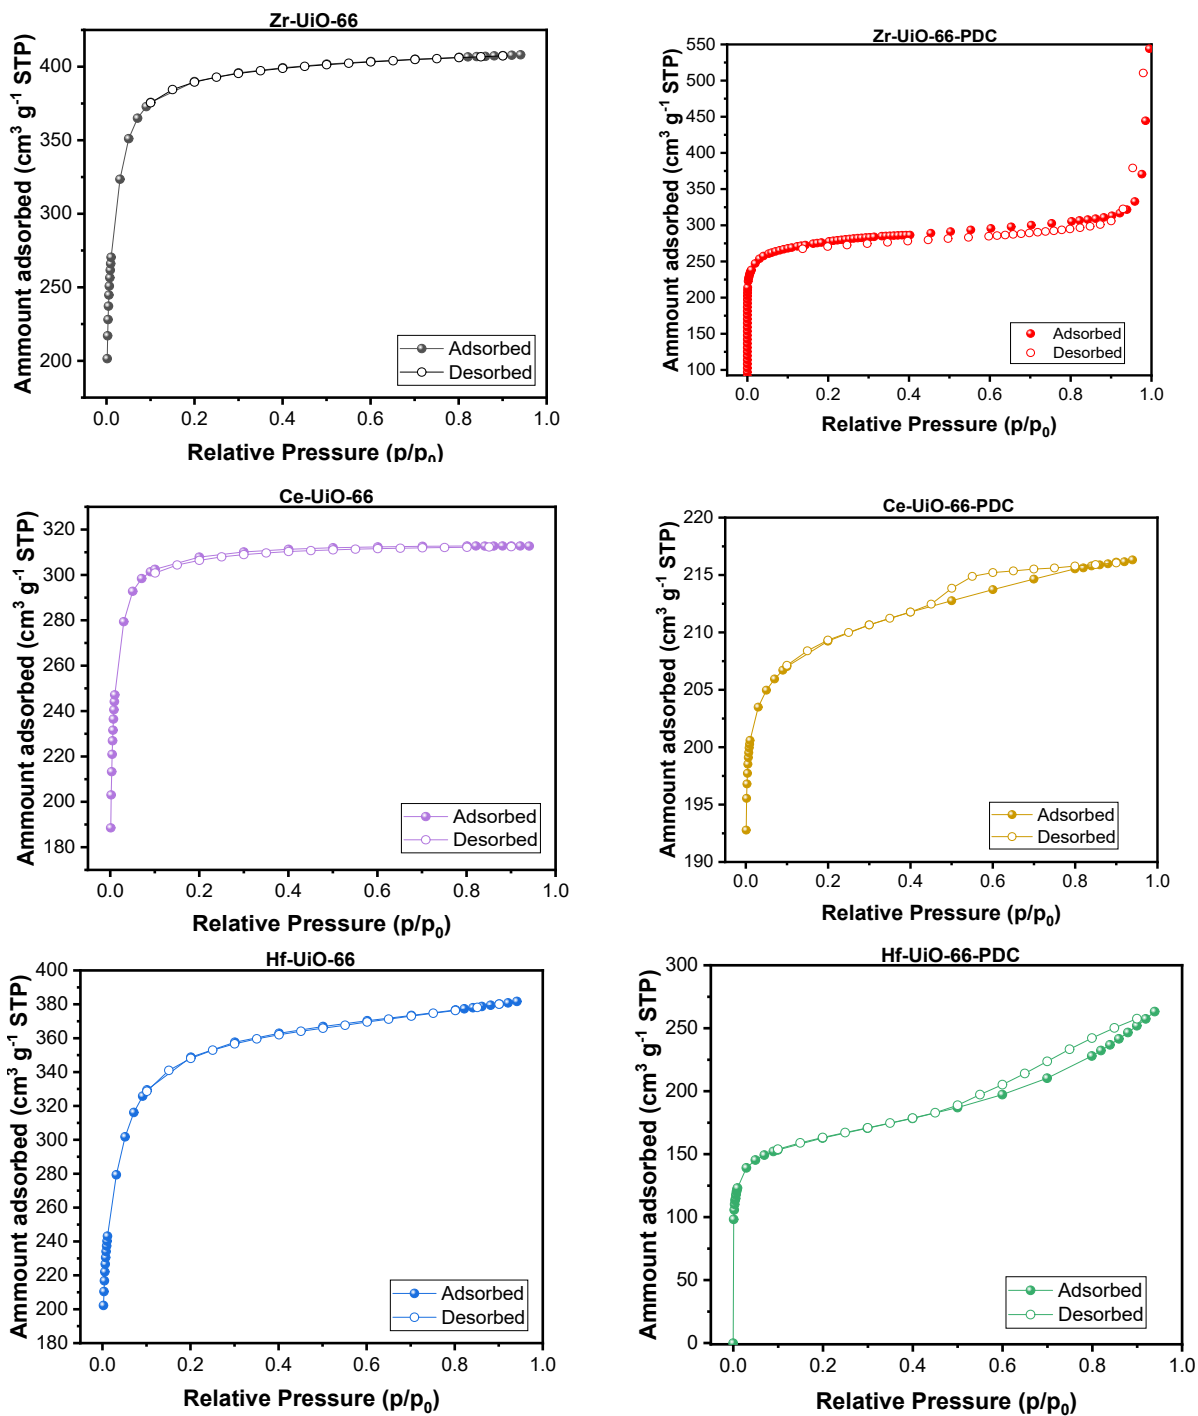 Zr-UiO-66
Ammount adsorbed (cm³ g⁻¹ STP)
400
350
300
250
200
0.0 0.2 0.4 0.6 0.8 1.0
Relative Pressure (p/p₀)
Adsorbed
Desorbed
Zr-UiO-66-PDC
Ammount adsorbed (cm³ g⁻¹ STP)
550
500
450
400
350
300
250
200
150
100
0.0 0.2 0.4 0.6 0.8 1.0
Relative Pressure (p/p₀)
Adsorbed
Desorbed
Ce-UiO-66
Ammount adsorbed (cm³ g⁻¹ STP)
320
300
280
260
240
220
200
180
0.0 0.2 0.4 0.6 0.8 1.0
Relative Pressure (p/p₀)
Adsorbed
Desorbed
Ce-UiO-66-PDC
Ammount adsorbed (cm³ g⁻¹ STP)
220
215
210
205
200
195
190
0.0 0.2 0.4 0.6 0.8 1.0
Relative Pressure (p/p₀)
Adsorbed
Desorbed
Hf-UiO-66
Ammount adsorbed (cm³ g⁻¹ STP)
400
380
360
340
320
300
280
260
240
220
200
180
0.0 0.2 0.4 0.6 0.8 1.0
Relative Pressure (p/p₀)
Adsorbed
Desorbed
Hf-UiO-66-PDC
Ammount adsorbed (cm³ g⁻¹ STP)
300
250
200
150
100
50
0
0.0 0.2 0.4 0.6 0.8 1.0
Relative Pressure (p/p₀)
Adsorbed
Desorbed